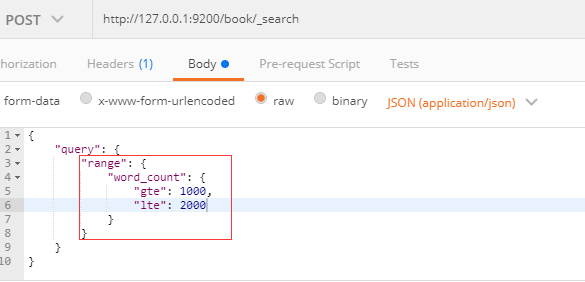 POST http://127.0.0.1:9200/book/_search
horization Headers (1) Body Pre-request Script Tests
form-data x-www-form-urlencoded raw binary JSON (application/json)
1 {
2 "query": {
3 "range": {
4 "word_count": {
5 "gte": 1000,
6 "lte": 2000
7 }
8 }
9 }
10 }